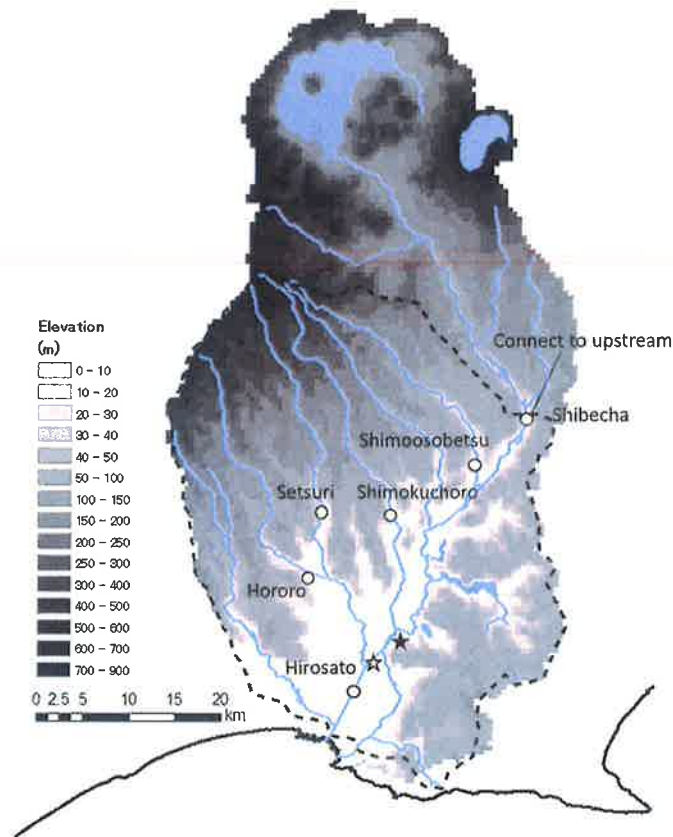 Elevation
(m)
0 - 10
10 - 20
20 - 30
30 - 40
40 - 50
50 - 100
100 - 150
150 - 200
200 - 250
250 - 300
300 - 400
400 - 500
500 - 600
600 - 700
700 - 900
0 2.5 5 10 15 20
km
Connect to upstream
Shibecha
Shimoosobetsu
Setsuri
Shimokuchoro
Hororo
Hirosato